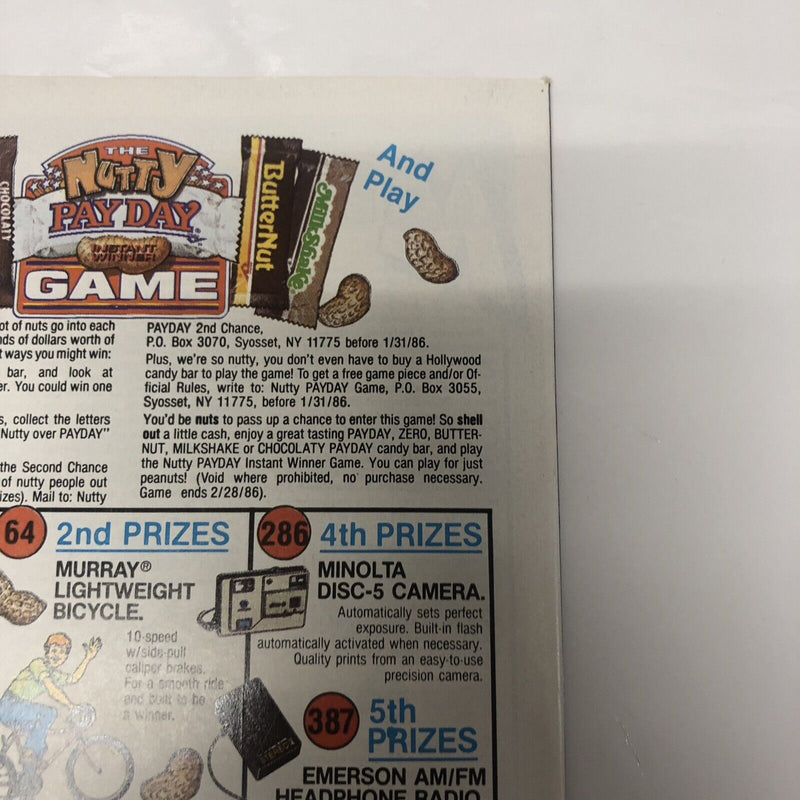 CHOCOLATY
THE
NUTTY
PAYDAY
INSTANT
WINNER
GAME
ButterNut
MilkShake
And
Play
ot of nuts go into each
nds of dollars worth of
t ways you might win:
bar, and look at
er. You could win one
s, collect the letters
Nutty over PAYDAY"
the Second Chance
of nutty people out
izes). Mail to: Nutty
PAYDAY 2nd Chance,
P.O. Box 3070, Syosset, NY 11775 before 1/31/86.
Plus, we're so nutty, you don't even have to buy a Hollywood
candy bar to play the game! To get a free game piece and/or Of-
ficial Rules, write to: Nutty PAYDAY Game, P.O. Box 3055,
Syosset, NY 11775, before 1/31/86.
You'd be nuts to pass up a chance to enter this game! So shell
out a little cash, enjoy a great tasting PAYDAY, ZERO, BUTTER-
NUT, MILKSHAKE or CHOCOLATY PAYDAY candy bar, and play
the Nutty PAYDAY Instant Winner Game. You can play for just
peanuts! (Void where prohibited, no purchase necessary.
Game ends 2/28/86).
64 2nd PRIZES
MURRAY®
LIGHTWEIGHT
BICYCLE.
10-speed
w/side-pull
caliper brakes.
For a smooth ride
and built to be
a winner.
286 4th PRIZES
MINOLTA
DISC-5 CAMERA.
Automatically sets perfect
exposure. Built-in flash
automatically activated when necessary.
Quality prints from an easy-to-use
precision camera.
387 5th
PRIZES
EMERSON AM/FM
HEADPHONE RADIO